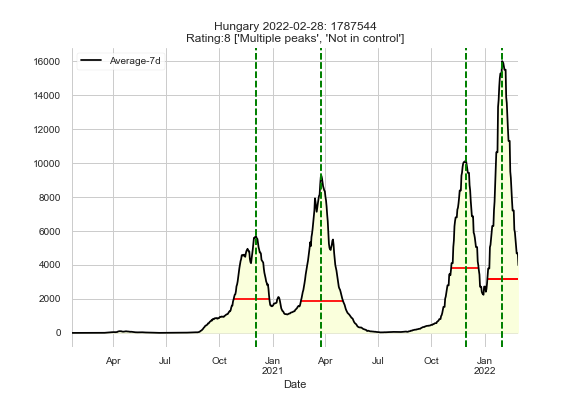 Hungary 2022-02-28: 1787544
Rating:8 ['Multiple peaks', 'Not in control']
Average-7d
16000
14000
12000
10000
8000
6000
4000
2000
0
Apr Jul Oct Jan Apr Jul Oct Jan
2021 2022
Date